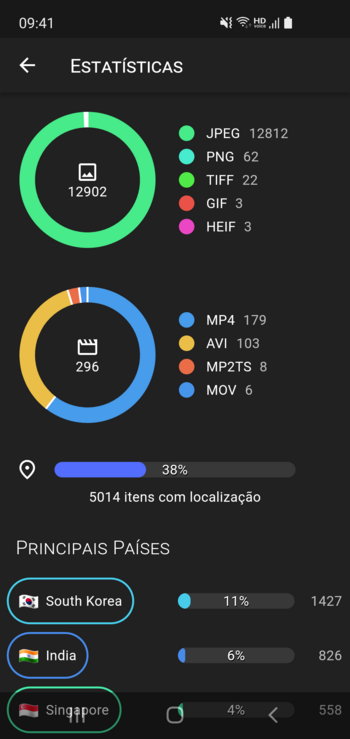 09:41
HD
VOICE
ESTATÍSTICAS
12902
JPEG 12812
PNG 62
TIFF 22
GIF 3
HEIF 3
296
MP4 179
AVI 103
MP2TS 8
MOV 6
38%
5014 itens com localização
PRINCIPAIS PAÍSES
South Korea 11% 1427
India 6% 826
Singapore 4% 558